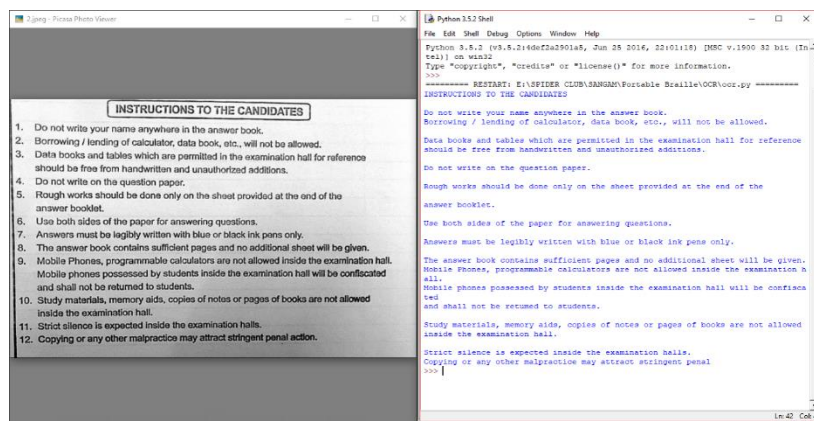 2.jpeg - Picasa Photo Viewer
INSTRUCTIONS TO THE CANDIDATES
1. Do not write your name anywhere in the answer book.
2. Borrowing / lending of calculator, data book, etc., will not be allowed.
3. Data books and tables which are permitted in the examination hall for reference
should be free from handwritten and unauthorized additions.
4. Do not write on the question paper.
5. Rough works should be done only on the sheet provided at the end of the
answer booklet.
6. Use both sides of the paper for answering questions.
7. Answers must be legibly written with blue or black ink pens only.
8. The answer book contains sufficient pages and no additional sheet will be given.
9. Mobile Phones, programmable calculators are not allowed inside the examination hall.
Mobile phones possessed by students inside the examination hall will be confiscated
and shall not be returned to students.
10. Study materials, memory aids, copies of notes or pages of books are not allowed
inside the examination hall.
11. Strict silence is expected inside the examination halls.
12. Copying or any other malpractice may attract stringent penal action.
Python 3.5.2 Shell
File Edit Shell Debug Options Window Help
Python 3.5.2 (v3.5.2:4def2a2901a5, Jun 25 2016, 22:01:18) [MSC v.1900 32 bit (In
tel)] on win32
Type "copyright", "credits" or "license()" for more information.
>>>
========= RESTART: E:\SPIDER CLUB\SANGAM\Portable Braille\OCR\ocr.py =========
INSTRUCTIONS TO THE CANDIDATES
Do not write your name anywhere in the answer book.
Borrowing / lending of calculator, data book, etc., will not be allowed.
Data books and tables which are permitted in the examination hall for reference
should be free from handwritten and unauthorized additions.
Do not write on the question paper.
Rough works should be done only on the sheet provided at the end of the
answer booklet.
Use both sides of the paper for answering questions.
Answers must be legibly written with blue or black ink pens only.
The answer book contains sufficient pages and no additional sheet will be given.
Mobile Phones, programmable calculators are not allowed inside the examination h
all.
Mobile phones possessed by students inside the examination hall will be confisca
ted
and shall not be retumed to students.
Study materials, memory aids, copies of notes or pages of books are not allowed
inside the examination hall.
Strict silence is expected inside the examination halls.
Copying or any other malpractice may attract stringent penal
>>>
Ln: 42 Col: